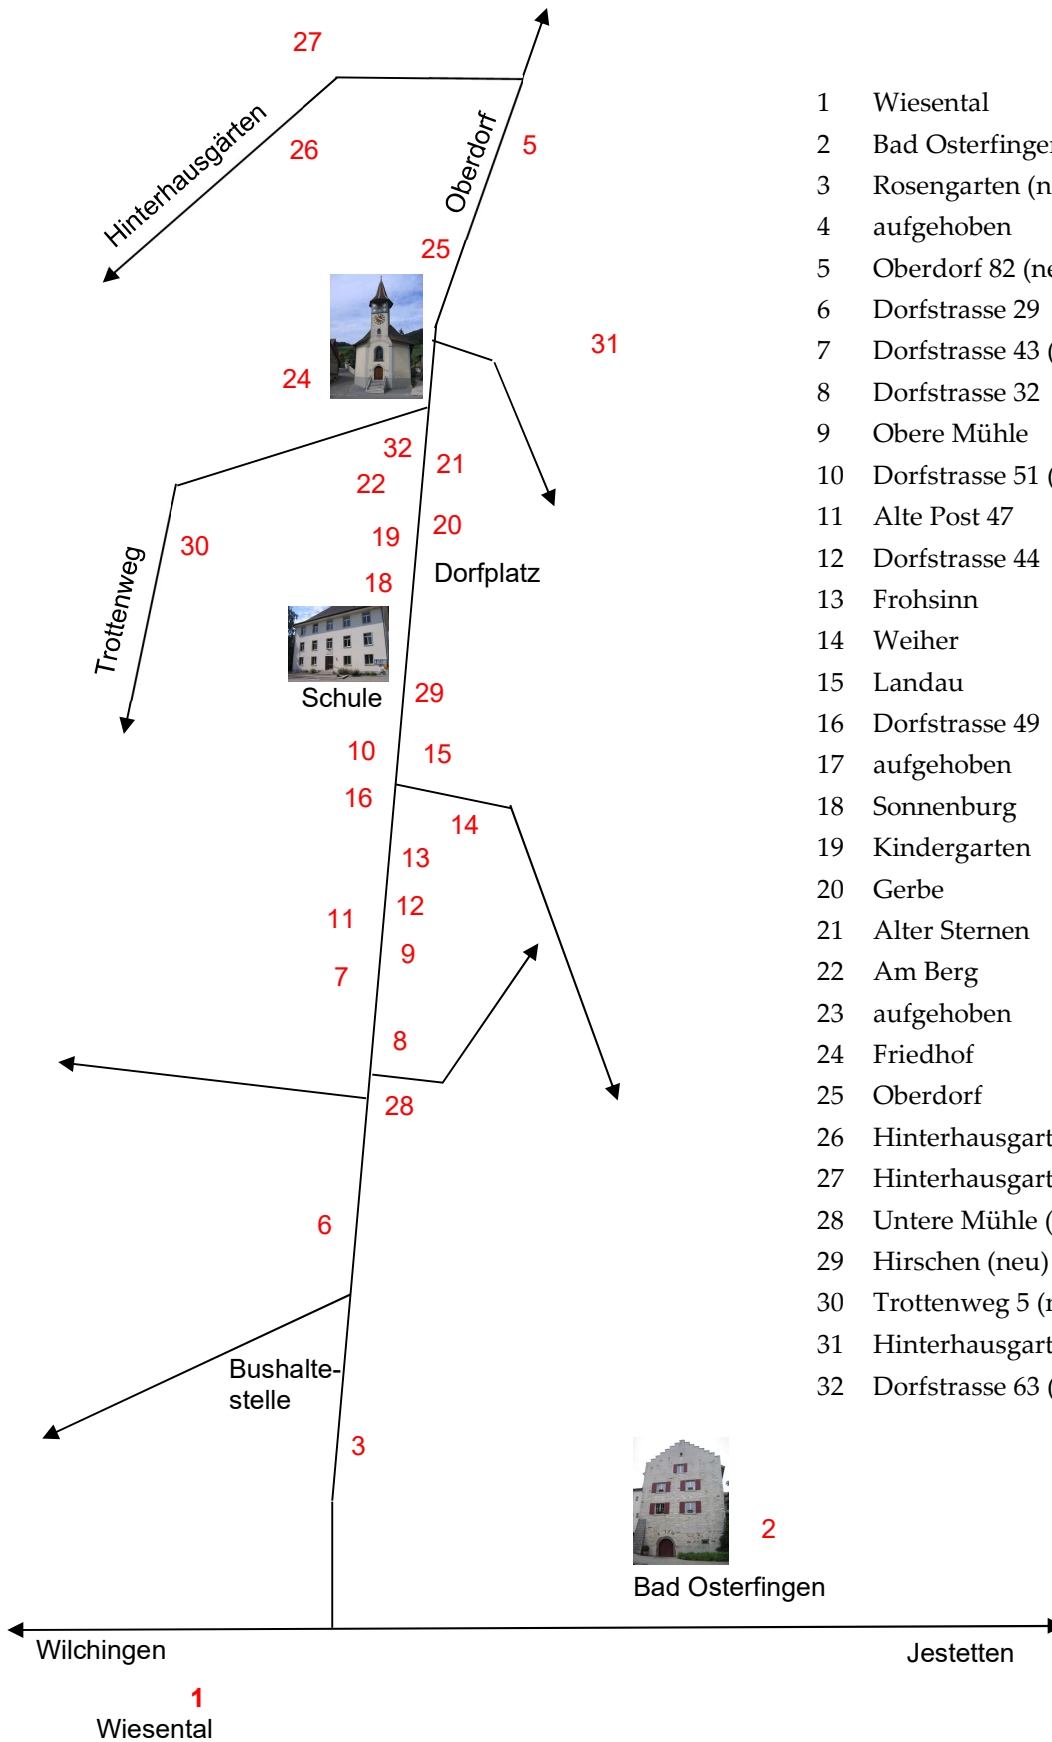 27
Hinterhausgärten
26
Oberdorf
5
25
31
24
32
21
22
20
19
Dorfplatz
30
18
Trottenweg
Schule
29
10
15
16
14
13
12
11
9
7
8
28
6
Bushalte-
stelle
3
2
Bad Osterfingen
Wilchingen
Jestetten
1
Wiesental
1 Wiesental
2 Bad Osterfingen
3 Rosengarten (n
4 aufgehoben
5 Oberdorf 82 (ne
6 Dorfstrasse 29
7 Dorfstrasse 43 (
8 Dorfstrasse 32
9 Obere Mühle
10 Dorfstrasse 51 (
11 Alte Post 47
12 Dorfstrasse 44
13 Frohsinn
14 Weiher
15 Landau
16 Dorfstrasse 49
17 aufgehoben
18 Sonnenburg
19 Kindergarten
20 Gerbe
21 Alter Sternen
22 Am Berg
23 aufgehoben
24 Friedhof
25 Oberdorf
26 Hinterhausgart
27 Hinterhausgart
28 Untere Mühle (
29 Hirschen (neu)
30 Trottenweg 5 (n
31 Hinterhausgart
32 Dorfstrasse 63 (